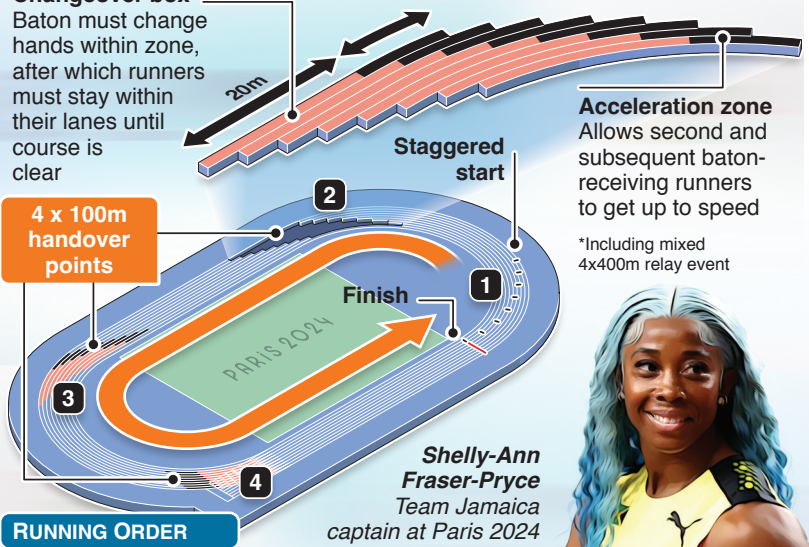 Changeover box
Baton must change
hands within zone,
after which runners
must stay within
their lanes until
course is
clear
20m
Acceleration zone
Allows second and
subsequent baton-
receiving runners
to get up to speed
*Including mixed
4x400m relay event
Staggered
start
4 x 100m
handover
points
2
1
Finish
PARIS 2024
3
4
Shelly-Ann
Fraser-Pryce
Team Jamaica
captain at Paris 2024
RUNNING ORDER